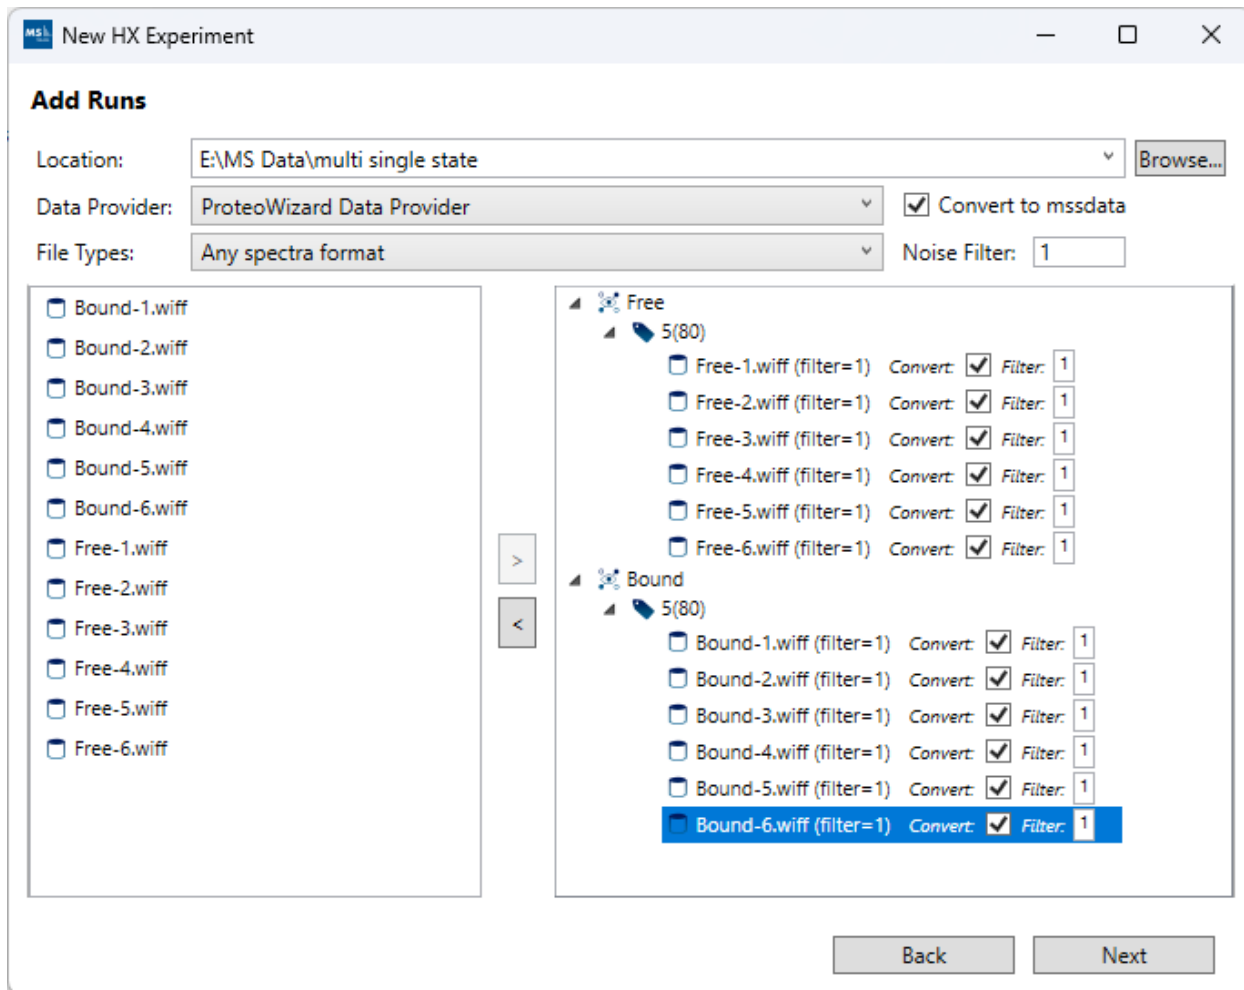 MS
New HX Experiment
Add Runs
Location: E:\MS Data\multi single state Browse...
Data Provider: ProteoWizard Data Provider Convert to mssdata
File Types: Any spectra format Noise Filter: 1
Bound-1.wiff
Bound-2.wiff
Bound-3.wiff
Bound-4.wiff
Bound-5.wiff
Bound-6.wiff
Free-1.wiff
Free-2.wiff
Free-3.wiff
Free-4.wiff
Free-5.wiff
Free-6.wiff
>
<
Free
5(80)
Free-1.wiff (filter=1) Convert: Filter: 1
Free-2.wiff (filter=1) Convert: Filter: 1
Free-3.wiff (filter=1) Convert: Filter: 1
Free-4.wiff (filter=1) Convert: Filter: 1
Free-5.wiff (filter=1) Convert: Filter: 1
Free-6.wiff (filter=1) Convert: Filter: 1
Bound
5(80)
Bound-1.wiff (filter=1) Convert: Filter: 1
Bound-2.wiff (filter=1) Convert: Filter: 1
Bound-3.wiff (filter=1) Convert: Filter: 1
Bound-4.wiff (filter=1) Convert: Filter: 1
Bound-5.wiff (filter=1) Convert: Filter: 1
Bound-6.wiff (filter=1) Convert: Filter: 1
Back Next